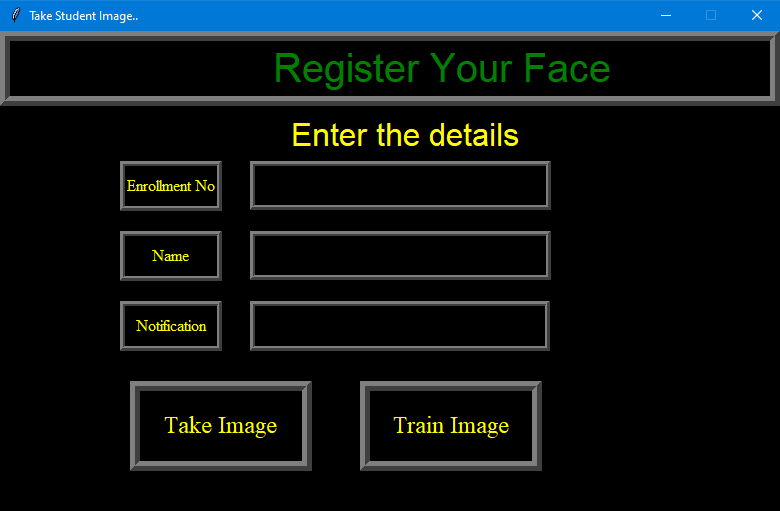 Take Student Image..
Register Your Face
Enter the details
Enrollment No
Name
Notification
Take Image
Train Image